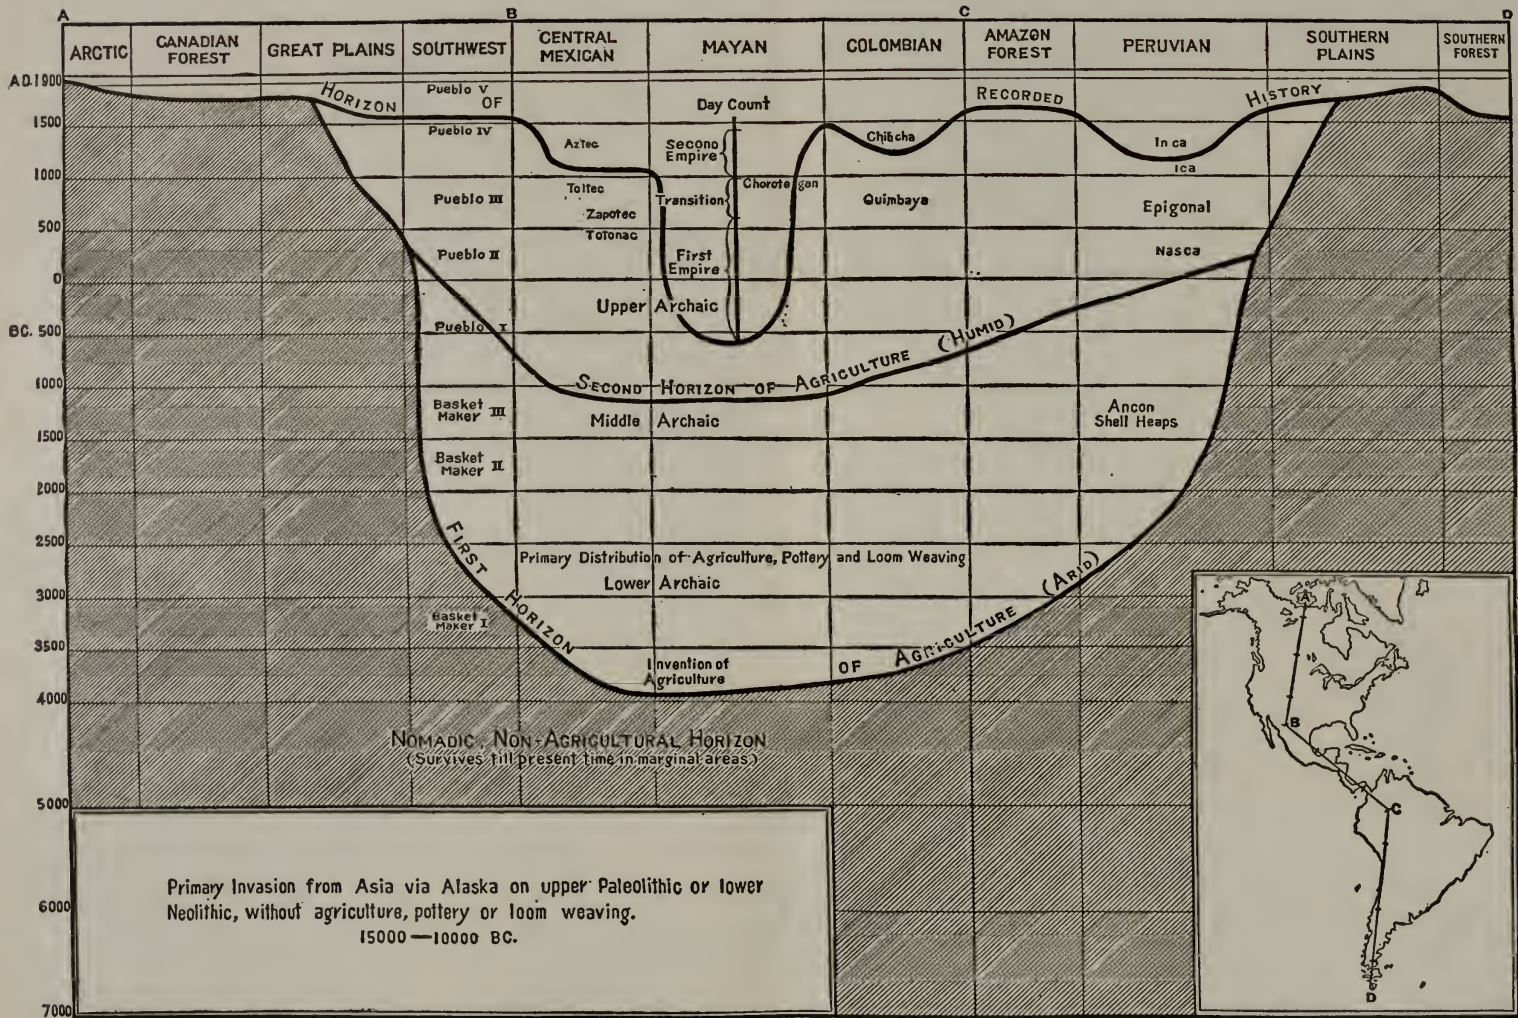 A
B
C
D
ARCTIC
CANADIAN
FOREST
GREAT PLAINS
SOUTHWEST
CENTRAL
MEXICAN
MAYAN
COLOMBIAN
AMAZON
FOREST
PERUVIAN
SOUTHERN
PLAINS
SOUTHERN
FOREST
A.D. 1900
1500
1000
500
0
B.C. 500
1000
1500
2000
2500
3000
3500
4000
5000
6000
7000
HORIZON OF RECORDED HISTORY
Pueblo V
Pueblo IV
Pueblo III
Pueblo II
Pueblo I
Basket
Maker III
Basket
Maker II
Basket
Maker I
Aztec
Toltec
Zapotec
Totonac
Day Count
Second
Empire
Transition
First
Empire
Chorotegan
Chibcha
Quimbaya
Inca
Ica
Epigonal
Nasca
Upper Archaic
SECOND HORIZON OF AGRICULTURE (HUMID)
Middle Archaic
Ancon
Shell Heaps
Primary Distribution of Agriculture, Pottery and Loom Weaving
Lower Archaic
FIRST HORIZON OF AGRICULTURE (ARID)
Invention of
Agriculture
NOMADIC, NON-AGRICULTURAL HORIZON
(Survives till present time in marginal areas)
Primary Invasion from Asia via Alaska on upper Paleolithic or lower
Neolithic, without agriculture, pottery or loom weaving.
15000—10000 BC.
A
B
C
D